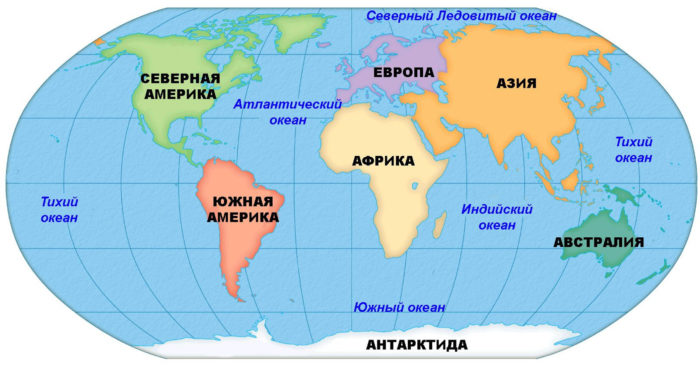 Северный Ледовитый океан
СЕВЕРНАЯ
АМЕРИКА
ЕВРОПА
АЗИЯ
Атлантический
океан
Тихий
океан
АФРИКА
Тихий
океан
ЮЖНАЯ
АМЕРИКА
Индийский
океан
АВСТРАЛИЯ
Южный океан
АНТАРКТИДА